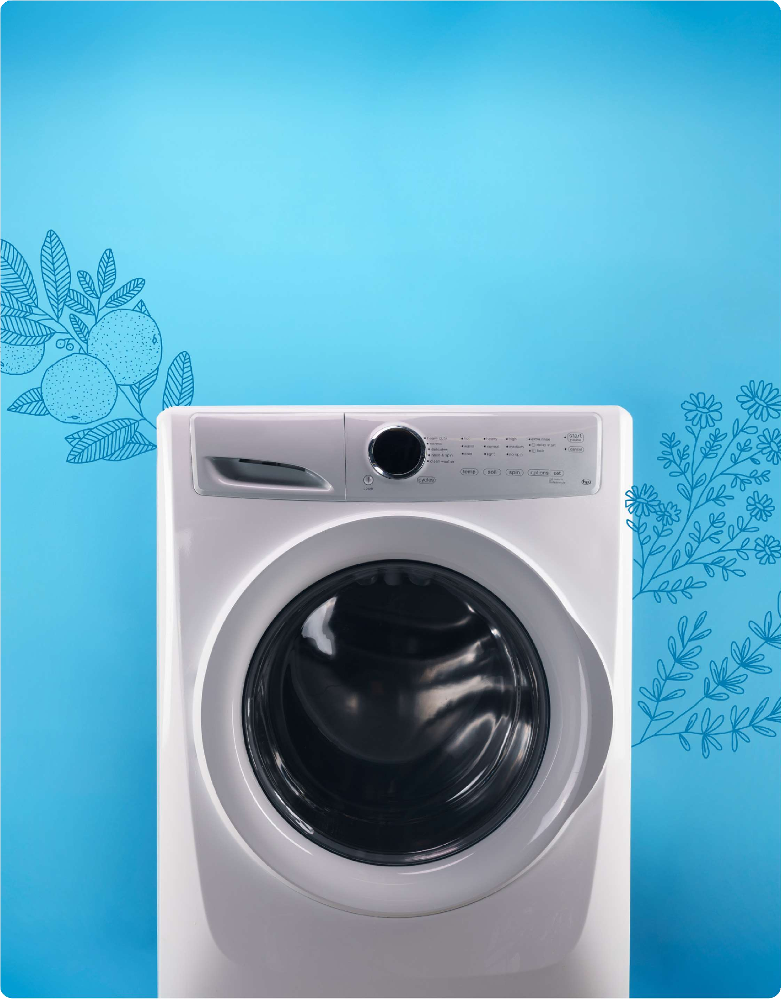 heavy duty
normal
delicates
rinse & spin
clean washer
hot
warm
cold
heavy
normal
light
high
medium
no spin
extra rinse
delay start
lock
start
pause
cancel
temp
soil
spin
options
set
power
cycles
hp